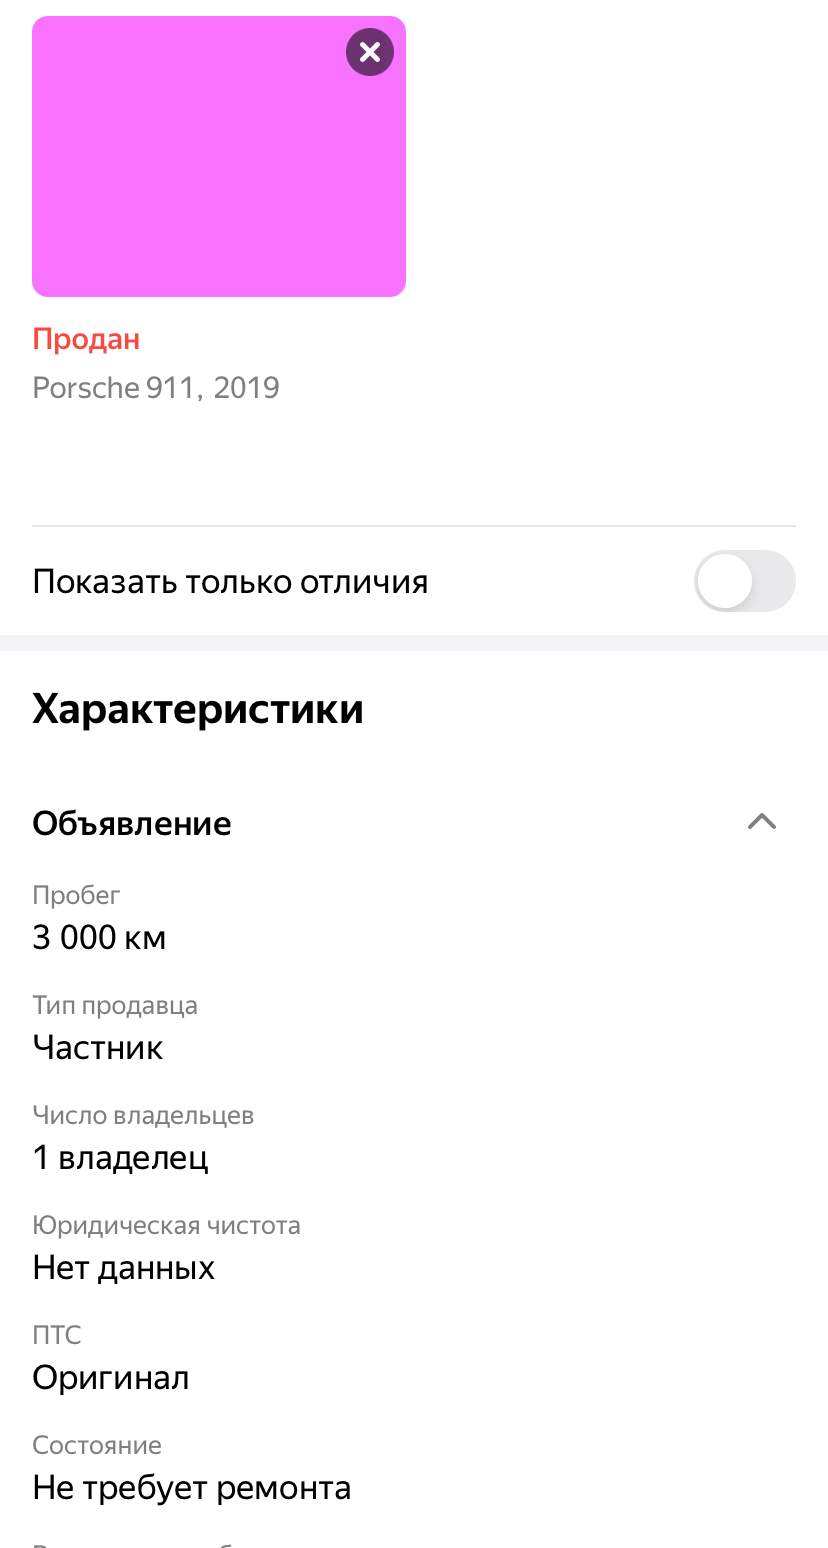 Продан
Porsche 911, 2019
Показать только отличия
Характеристики
Объявление
Пробег
3 000 км
Тип продавца
Частник
Число владельцев
1 владелец
Юридическая чистота
Нет данных
ПТС
Оригинал
Состояние
Не требует ремонта